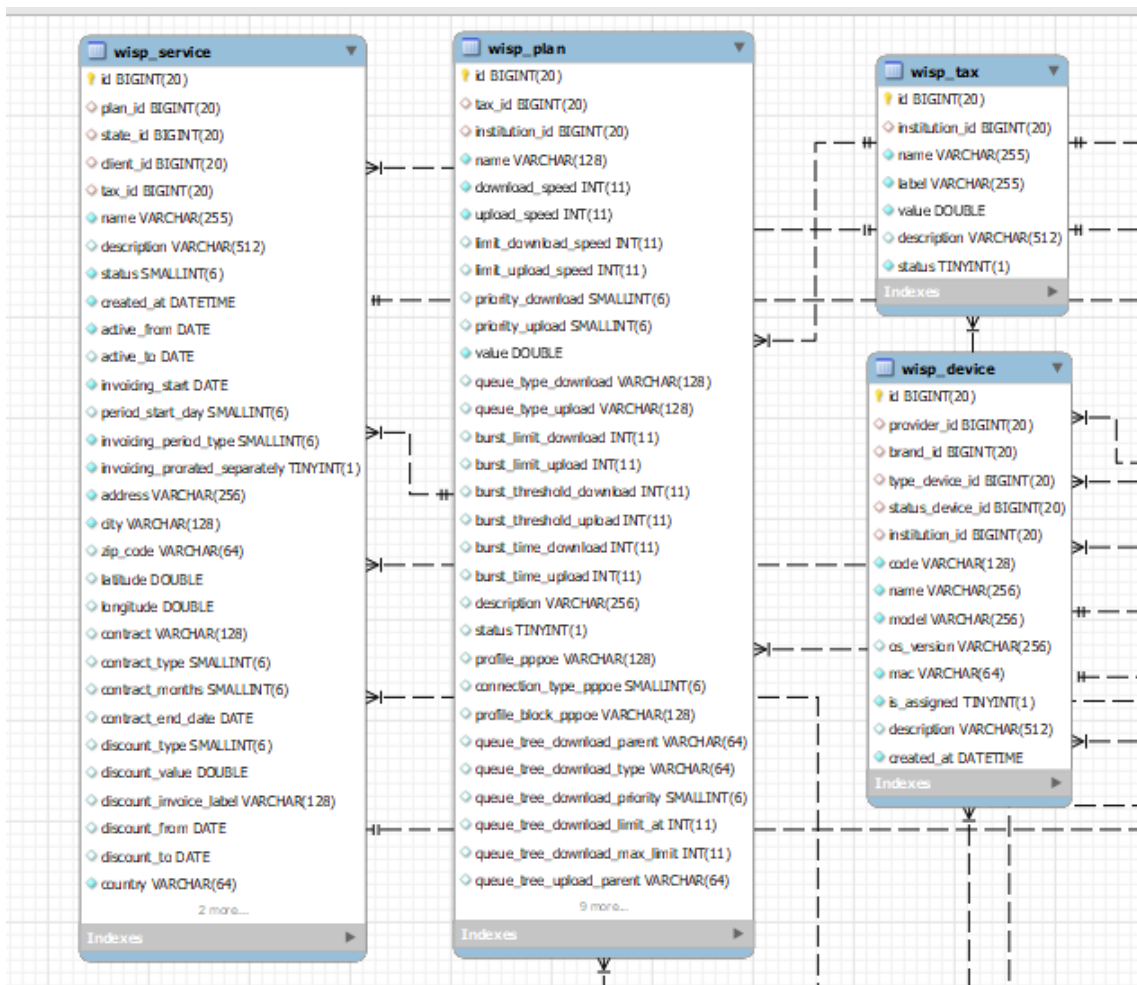 wisp_service
id BIGINT(20)
plan_id BIGINT(20)
state_id BIGINT(20)
client_id BIGINT(20)
tax_id BIGINT(20)
name VARCHAR(255)
description VARCHAR(512)
status SMALLINT(6)
created_at DATETIME
active_from DATE
active_to DATE
invoicing_start DATE
period_start_day SMALLINT(6)
invoicing_period_type SMALLINT(6)
invoicing_prorated_separately TINYINT(1)
address VARCHAR(256)
city VARCHAR(128)
zip_code VARCHAR(64)
latitude DOUBLE
longitude DOUBLE
contract VARCHAR(128)
contract_type SMALLINT(6)
contract_months SMALLINT(6)
contract_end_date DATE
discount_type SMALLINT(6)
discount_value DOUBLE
discount_invoice_label VARCHAR(128)
discount_from DATE
discount_to DATE
country VARCHAR(64)
2 more...
Indexes
wisp_plan
id BIGINT(20)
tax_id BIGINT(20)
institution_id BIGINT(20)
name VARCHAR(128)
download_speed INT(11)
upload_speed INT(11)
limit_download_speed INT(11)
limit_upload_speed INT(11)
priority_download SMALLINT(6)
priority_upload SMALLINT(6)
value DOUBLE
queue_type_download VARCHAR(128)
queue_type_upload VARCHAR(128)
burst_limit_download INT(11)
burst_limit_upload INT(11)
burst_threshold_download INT(11)
burst_threshold_upload INT(11)
burst_time_download INT(11)
burst_time_upload INT(11)
description VARCHAR(256)
status TINYINT(1)
profile_pppoe VARCHAR(128)
connection_type_pppoe SMALLINT(6)
profile_block_pppoe VARCHAR(128)
queue_tree_download_parent VARCHAR(64)
queue_tree_download_type VARCHAR(64)
queue_tree_download_priority SMALLINT(6)
queue_tree_download_limit_at INT(11)
queue_tree_download_max_limit INT(11)
queue_tree_upload_parent VARCHAR(64)
9 more...
Indexes
wisp_tax
id BIGINT(20)
institution_id BIGINT(20)
name VARCHAR(255)
label VARCHAR(255)
value DOUBLE
description VARCHAR(512)
status TINYINT(1)
Indexes
wisp_device
id BIGINT(20)
provider_id BIGINT(20)
brand_id BIGINT(20)
type_device_id BIGINT(20)
status_device_id BIGINT(20)
institution_id BIGINT(20)
code VARCHAR(128)
name VARCHAR(256)
model VARCHAR(256)
os_version VARCHAR(256)
mac VARCHAR(64)
is_assigned TINYINT(1)
description VARCHAR(512)
created_at DATETIME
Indexes